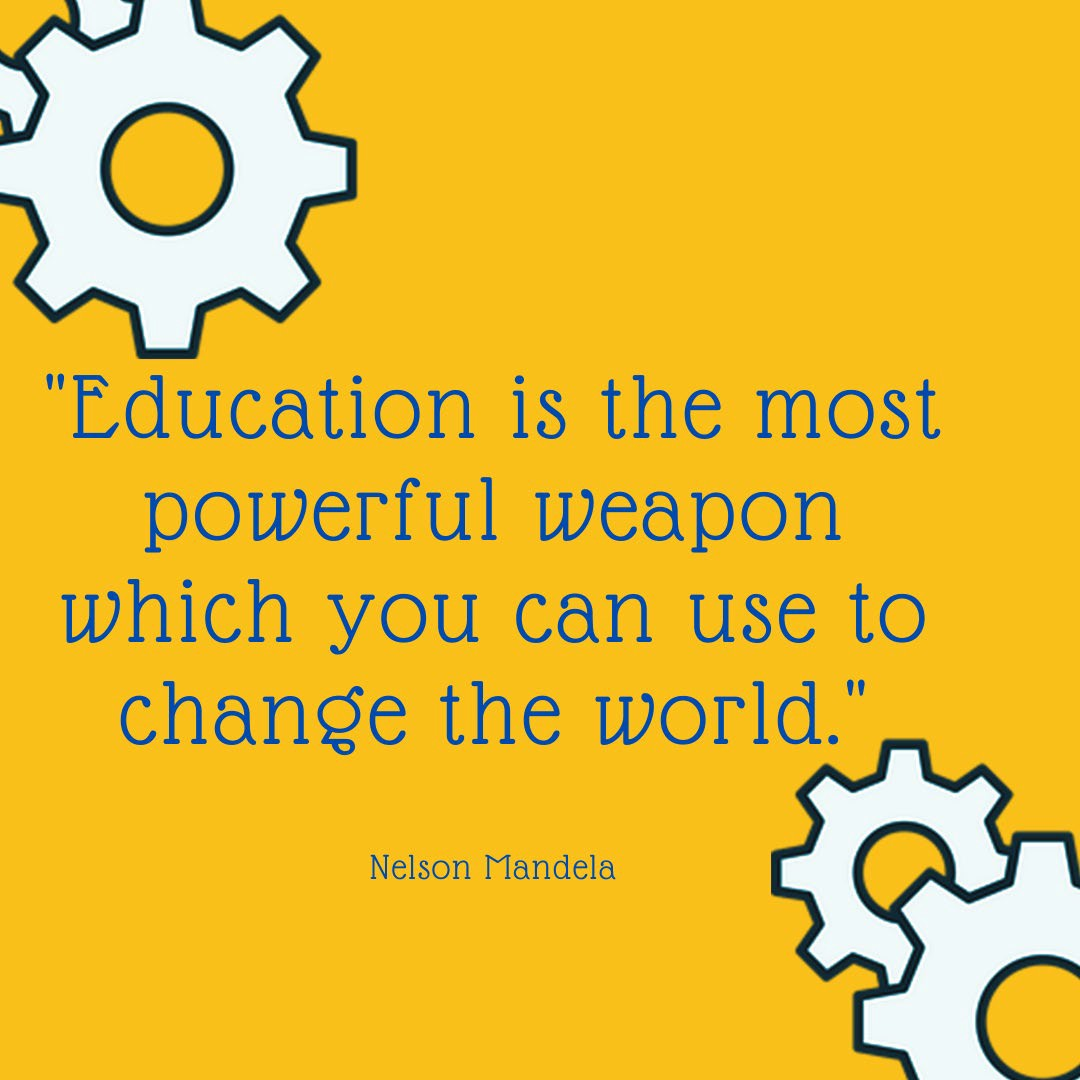 "Education is the most
powerful weapon
which you can use to
change the world."
Nelson Mandela